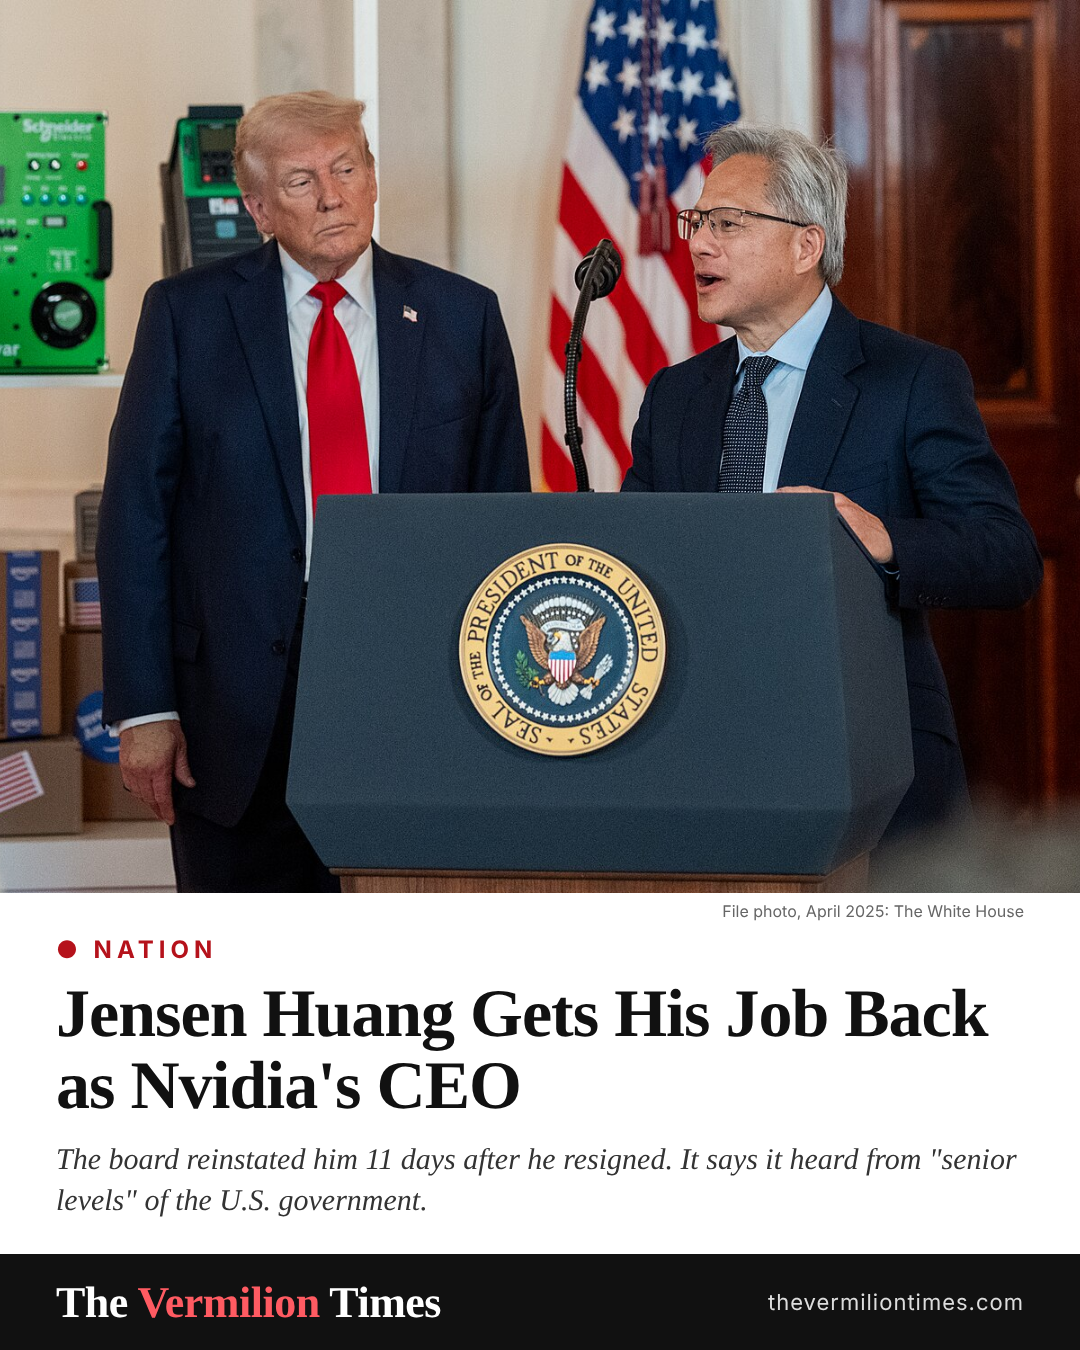 Schneider
Electric
SEAL OF THE PRESIDENT OF THE UNITED STATES
File photo, April 2025: The White House
NATION
Jensen Huang Gets His Job Back
as Nvidia's CEO
The board reinstated him 11 days after he resigned. It says it heard from "senior
levels" of the U.S. government.
The Vermilion Times
thevermiliontimes.com